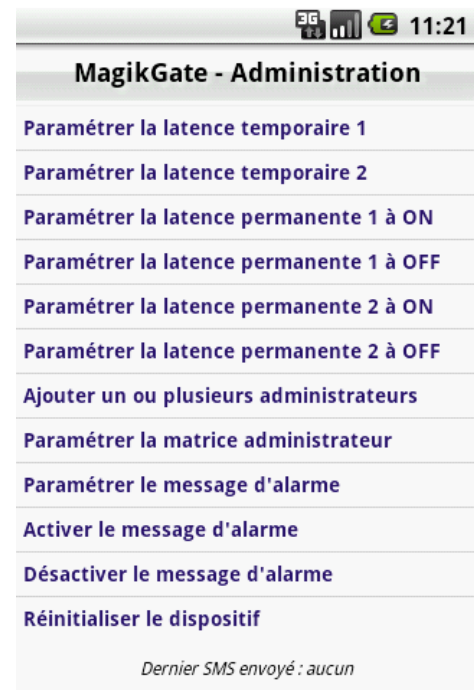 3G 11:21
MagikGate - Administration
Paramétrer la latence temporaire 1
Paramétrer la latence temporaire 2
Paramétrer la latence permanente 1 à ON
Paramétrer la latence permanente 1 à OFF
Paramétrer la latence permanente 2 à ON
Paramétrer la latence permanente 2 à OFF
Ajouter un ou plusieurs administrateurs
Paramétrer la matrice administrateur
Paramétrer le message d'alarme
Activer le message d'alarme
Désactiver le message d'alarme
Réinitialiser le dispositif
Dernier SMS envoyé : aucun